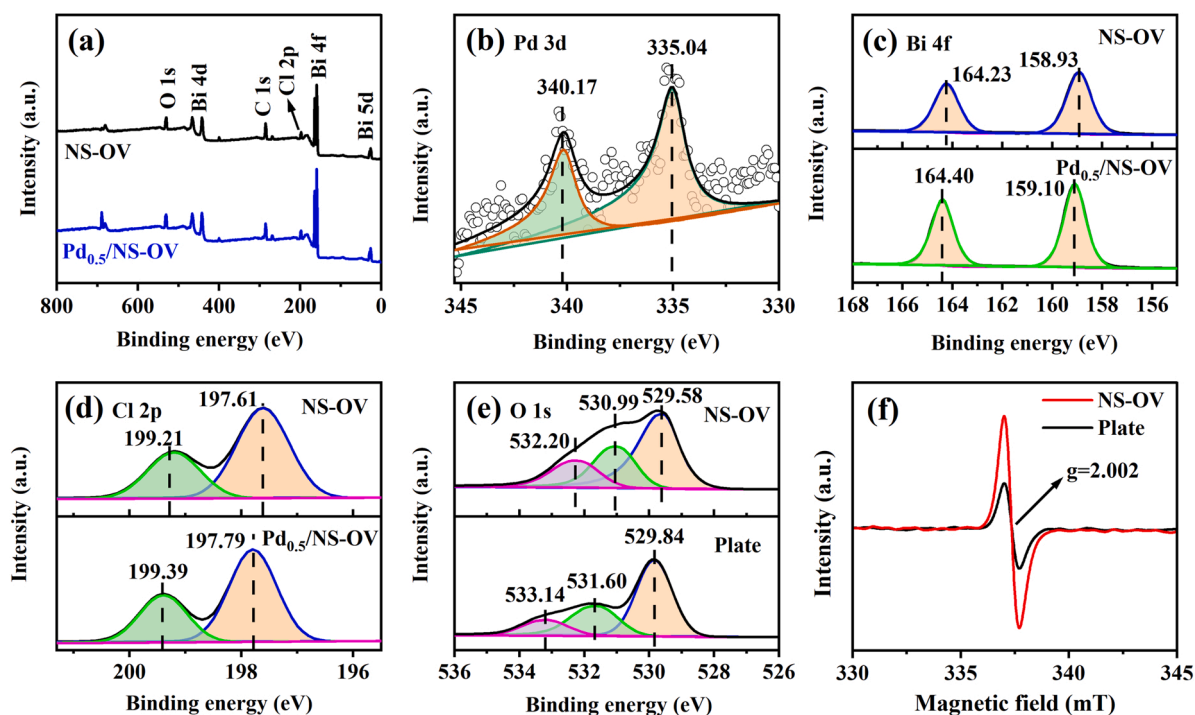 (a)
O 1s
Bi 4d
C 1s
Cl 2p
Bi 4f
Bi 5d
NS-OV
Pd0.5/NS-OV
Intensity (a.u.)
800 600 400 200 0
Binding energy (eV)
(b) Pd 3d
335.04
340.17
Intensity (a.u.)
345 340 335 330
Binding energy (eV)
(c) Bi 4f NS-OV
164.23 158.93
Pd0.5/NS-OV
164.40 159.10
Intensity (a.u.)
168 166 164 162 160 158 156
Binding energy (eV)
(d) Cl 2p 197.61 NS-OV
199.21
197.79 Pd0.5/NS-OV
199.39
Intensity (a.u.)
200 198 196
Binding energy (eV)
(e) O 1s 530.99 529.58 NS-OV
532.20
529.84 Plate
533.14 531.60
Intensity (a.u.)
536 534 532 530 528 526
Binding energy (eV)
(f) NS-OV
Plate
g=2.002
Intensity (a.u.)
330 335 340 345
Magnetic field (mT)